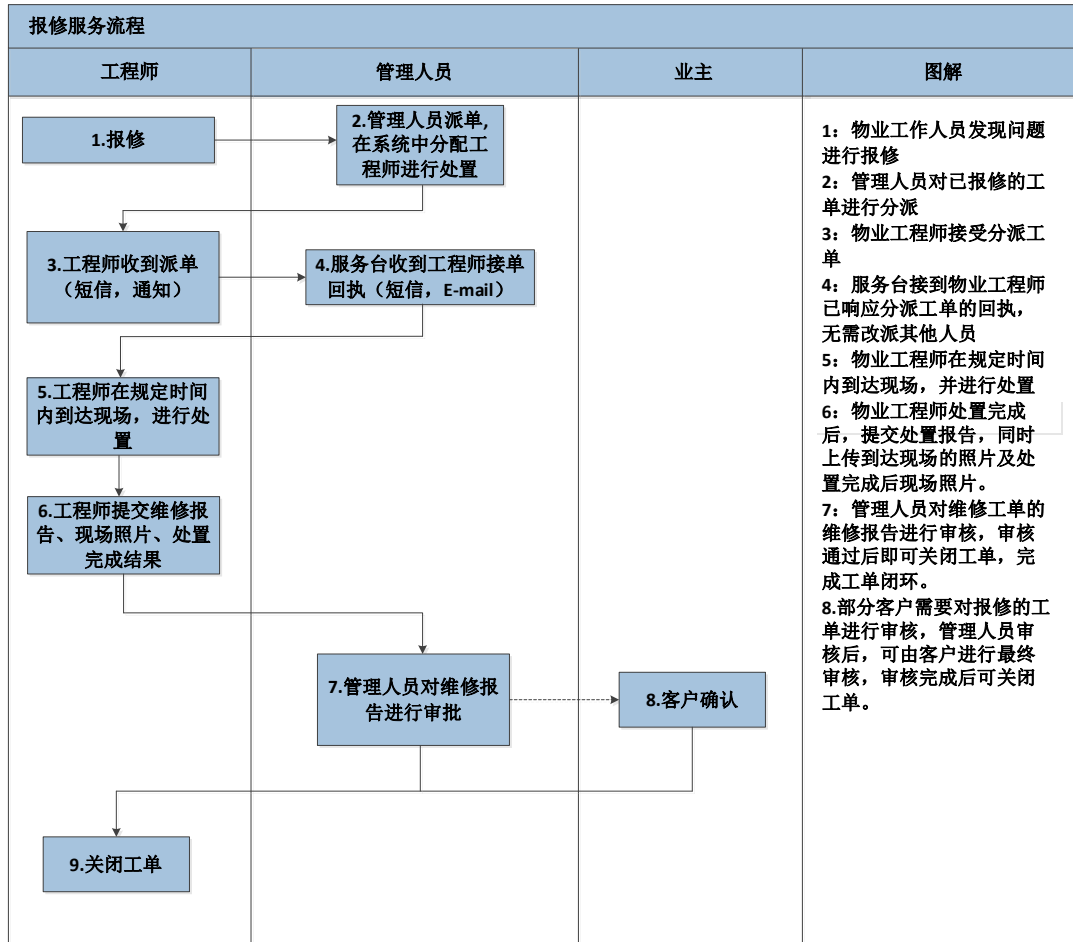 报修服务流程
工程师
管理人员
业主
图解
1.报修
2.管理人员派单,
在系统中分配工
程师进行处置
3.工程师收到派单
（短信，通知）
4.服务台收到工程师接单
回执（短信，E-mail）
5.工程师在规定时间
内到达现场，进行处
置
6.工程师提交维修报
告、现场照片、处置
完成结果
7.管理人员对维修报
告进行审批
8.客户确认
9.关闭工单
1：物业工作人员发现问题
进行报修
2：管理人员对已报修的工
单进行分派
3：物业工程师接受分派工
单
4：服务台接到物业工程师
已响应分派工单的回执，
无需改派其他人员
5：物业工程师在规定时间
内到达现场，并进行处置
6：物业工程师处置完成
后，提交处置报告，同时
上传到达现场的照片及处
置完成后现场照片。
7：管理人员对维修工单的
维修报告进行审核，审核
通过后即可关闭工单，完
成工单闭环。
8.部分客户需要对报修的工
单进行审核，管理人员审
核后，可由客户进行最终
审核，审核完成后可关闭
工单。